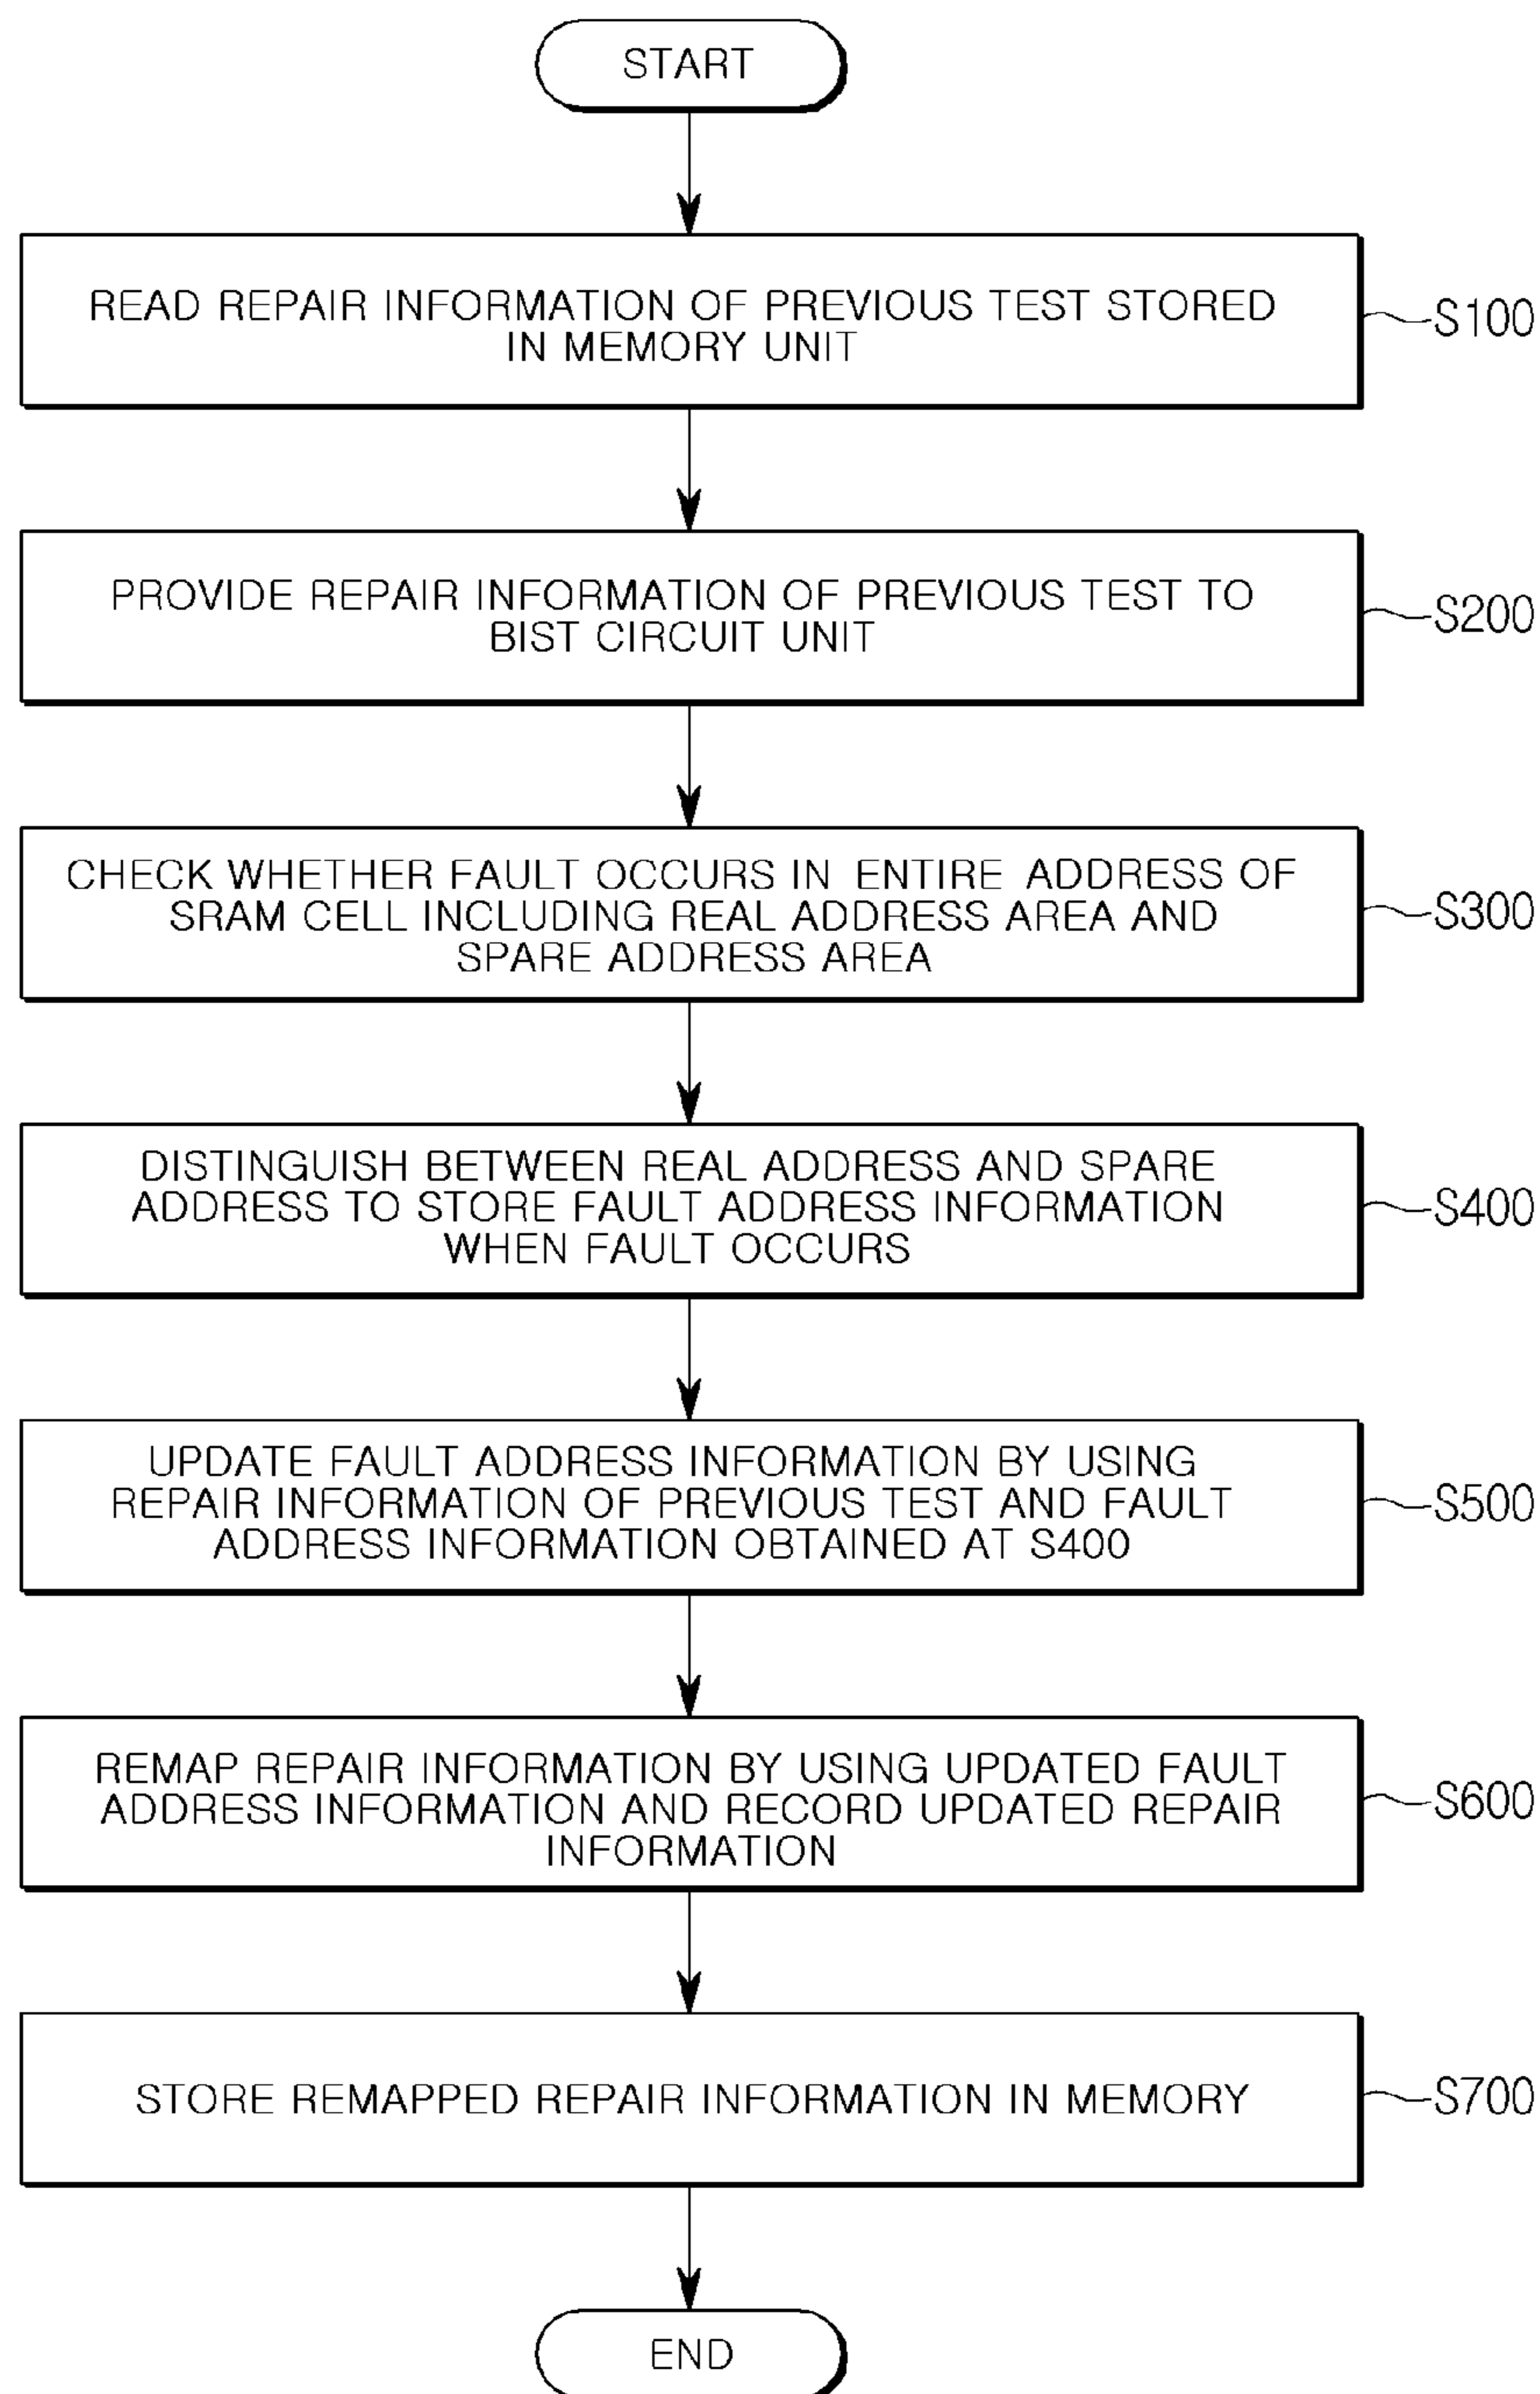 START
READ REPAIR INFORMATION OF PREVIOUS TEST STORED
IN MEMORY UNIT
S100
PROVIDE REPAIR INFORMATION OF PREVIOUS TEST TO
BIST CIRCUIT UNIT
S200
CHECK WHETHER FAULT OCCURS IN ENTIRE ADDRESS OF
SRAM CELL INCLUDING REAL ADDRESS AREA AND
SPARE ADDRESS AREA
S300
DISTINGUISH BETWEEN REAL ADDRESS AND SPARE
ADDRESS TO STORE FAULT ADDRESS INFORMATION
WHEN FAULT OCCURS
S400
UPDATE FAULT ADDRESS INFORMATION BY USING
REPAIR INFORMATION OF PREVIOUS TEST AND FAULT
ADDRESS INFORMATION OBTAINED AT S400
S500
REMAP REPAIR INFORMATION BY USING UPDATED FAULT
ADDRESS INFORMATION AND RECORD UPDATED REPAIR
INFORMATION
S600
STORE REMAPPED REPAIR INFORMATION IN MEMORY
S700
END